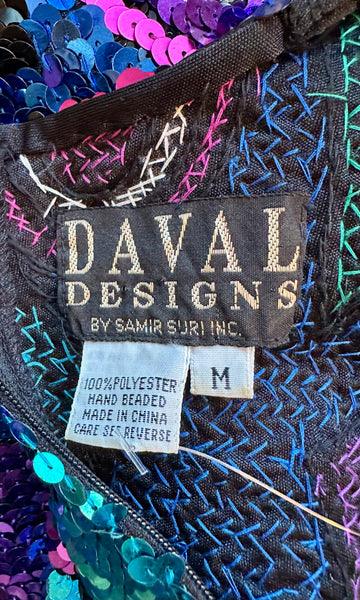 DAVAL
DESIGNS
BY SAMIR SURI INC.
100% POLYESTER
HAND BEADED
MADE IN CHINA
CARE SEE REVERSE
M